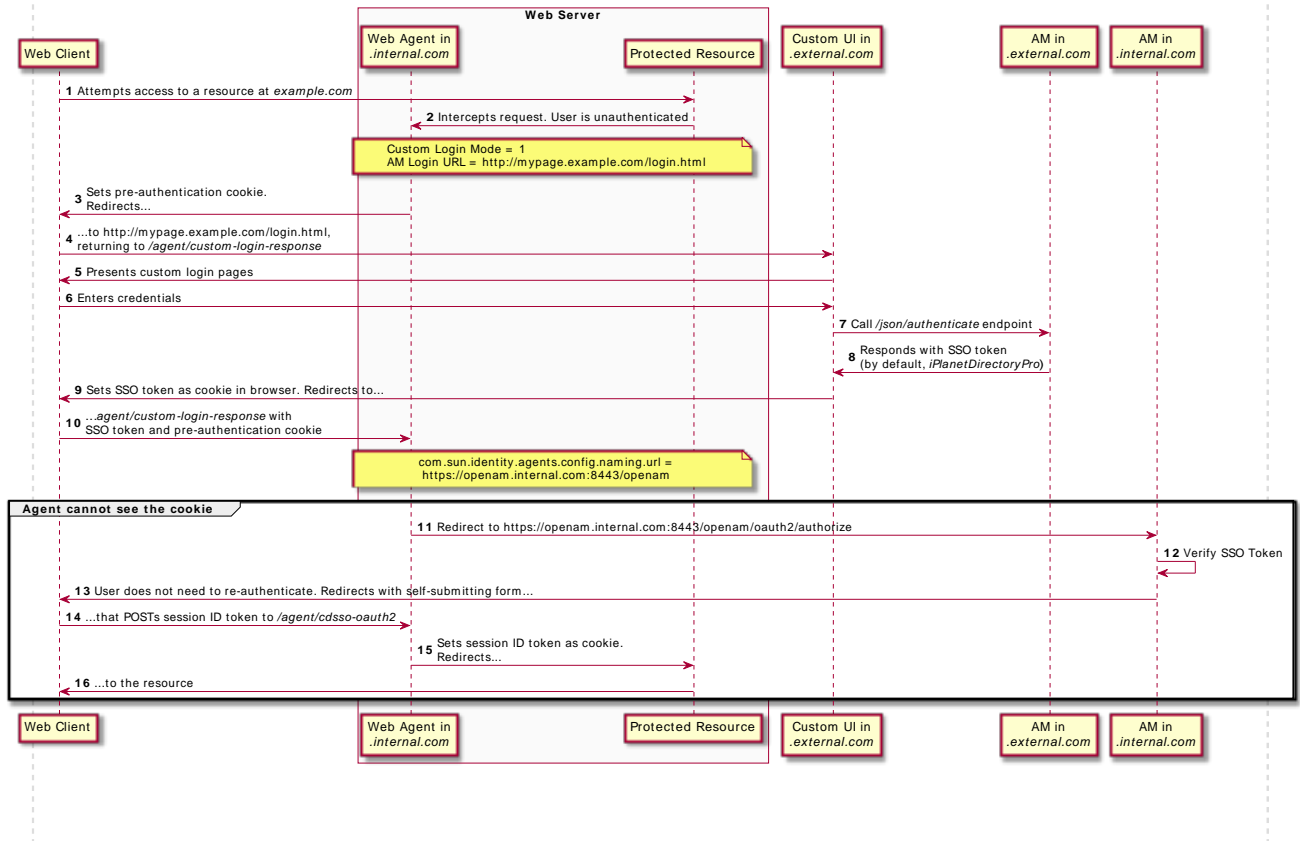 Web Server
Web Client
Web Agent in
.internal.com
Protected Resource
Custom UI in
.external.com
AM in
.external.com
AM in
.internal.com
1 Attempts access to a resource at example.com
2 Intercepts request. User is unauthenticated
Custom Login Mode = 1
AM Login URL = http://mypage.example.com/login.html
3 Sets pre-authentication cookie.
Redirects...
4 ...to http://mypage.example.com/login.html,
returning to /agent/custom-login-response
5 Presents custom login pages
6 Enters credentials
7 Call /json/authenticate endpoint
8 Responds with SSO token
(by default, iPlanetDirectoryPro)
9 Sets SSO token as cookie in browser. Redirects to...
10 ...agent/custom-login-response with
SSO token and pre-authentication cookie
com.sun.identity.agents.config.naming.url =
https://openam.internal.com:8443/openam
Agent cannot see the cookie
11 Redirect to https://openam.internal.com:8443/openam/oauth2/authorize
12 Verify SSO Token
13 User does not need to re-authenticate. Redirects with self-submitting form...
14 ...that POSTs session ID token to /agent/cdsso-oauth2
15 Sets session ID token as cookie.
Redirects...
16 ...to the resource
Web Client
Web Agent in
.internal.com
Protected Resource
Custom UI in
.external.com
AM in
.external.com
AM in
.internal.com